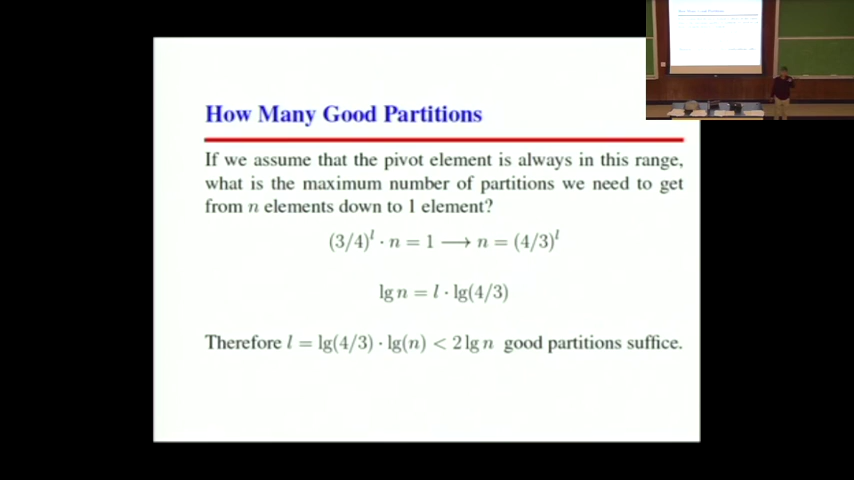 How Many Good Partitions
If we assume that the pivot element is always in this range,
what is the maximum number of partitions we need to get
from n elements down to 1 element?
(3/4)^l · n = 1 ⟶ n = (4/3)^l
lg n = l · lg(4/3)
Therefore l = lg(4/3) · lg(n) < 2 lg n good partitions suffice.